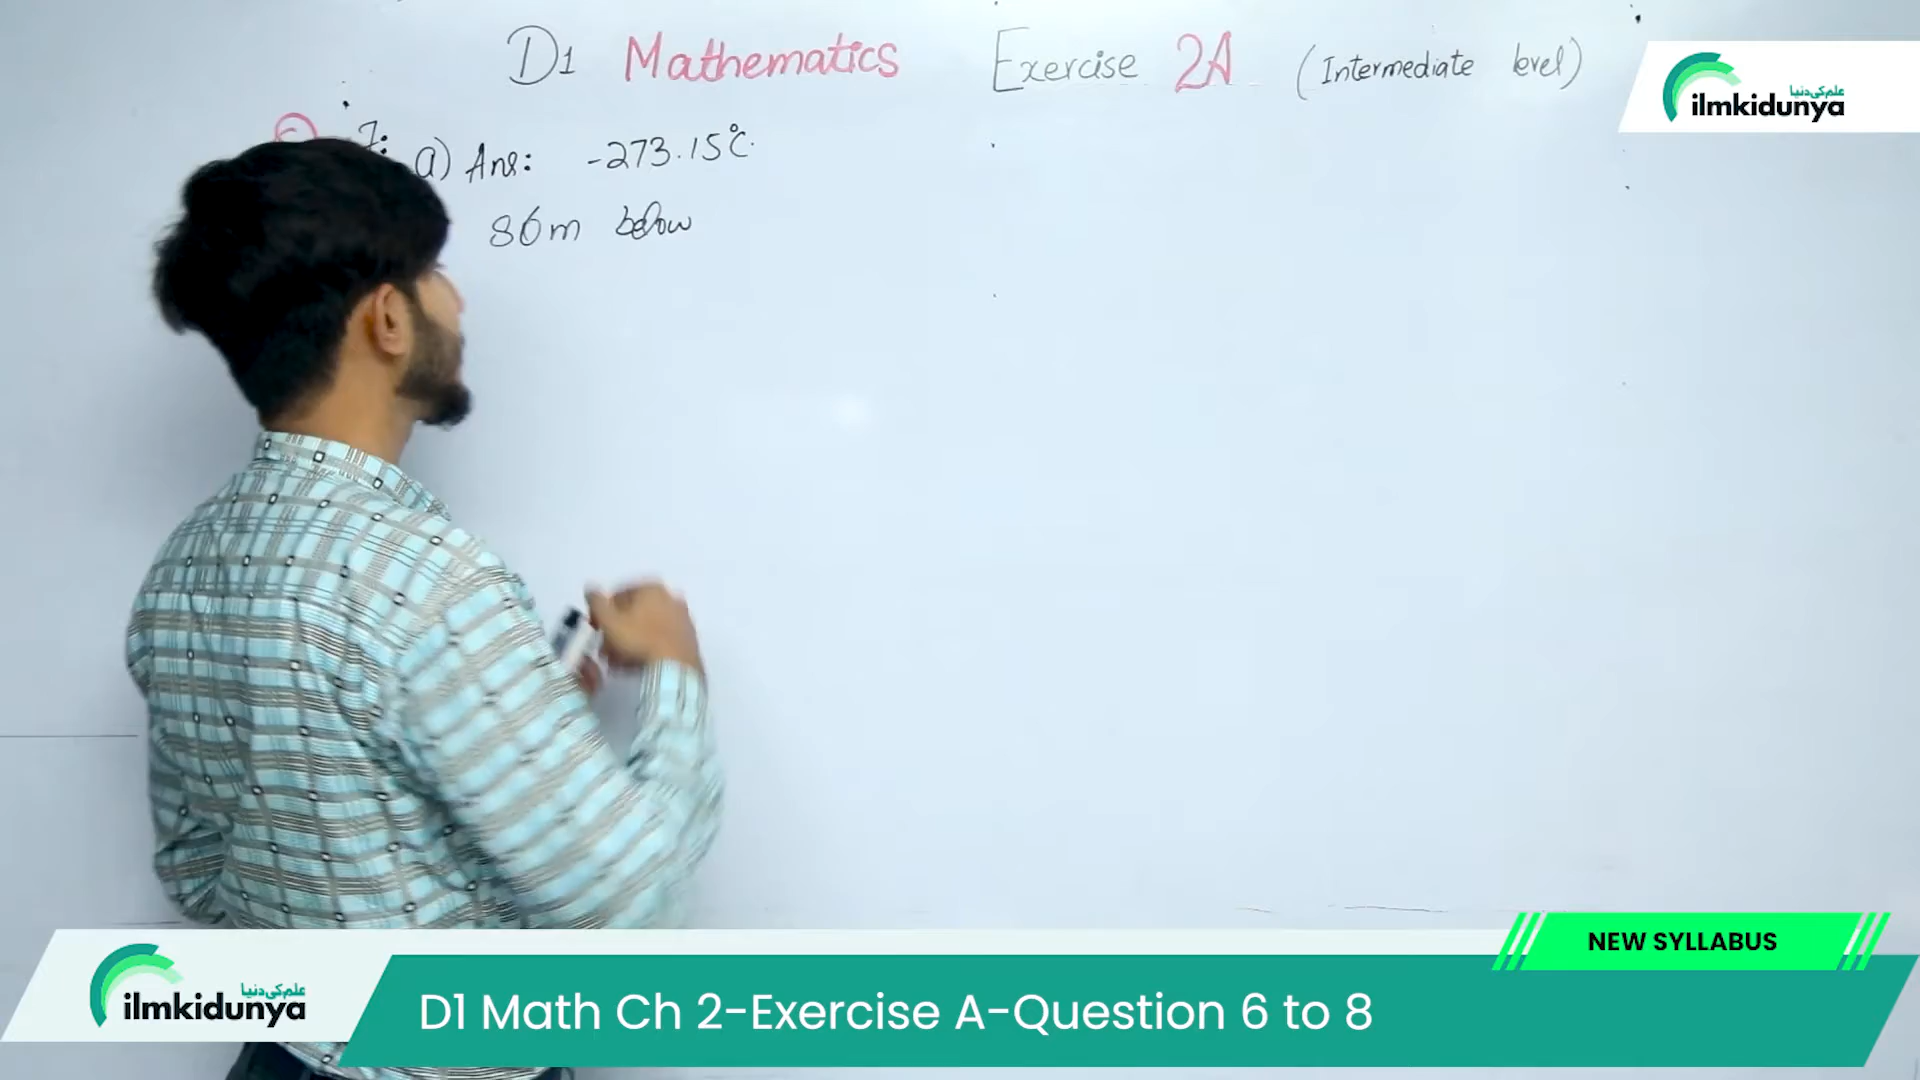 D1 Mathematics Exercise 2A (Intermediate level)
علم کی دنیا
ilmkidunya
7:
a) Ans: -273.15°C.
86m below
NEW SYLLABUS
علم کی دنیا
ilmkidunya
D1 Math Ch 2-Exercise A-Question 6 to 8